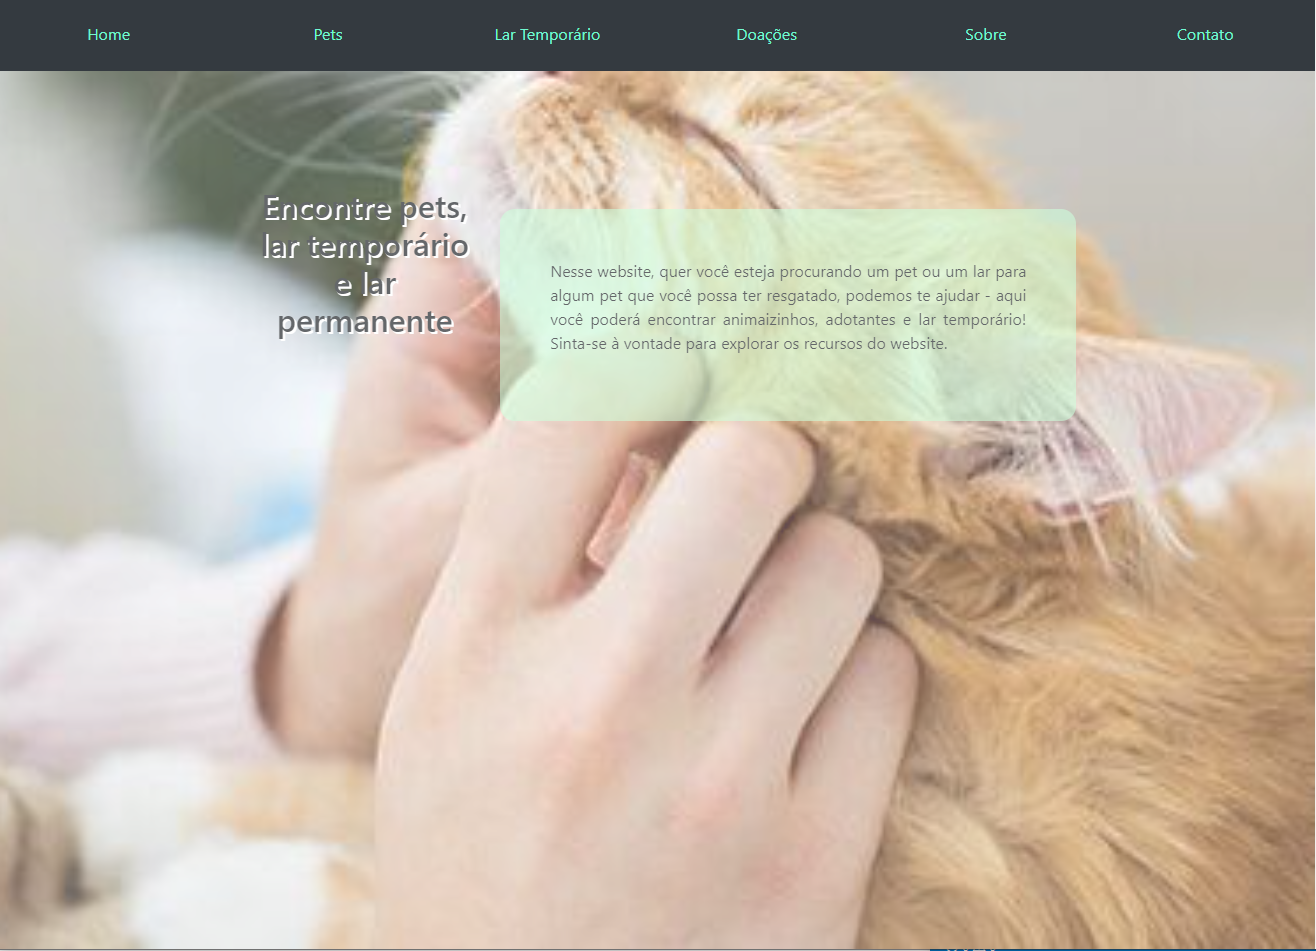 Home Pets Lar Temporário Doações Sobre Contato
Encontre pets,
lar temporário
e lar
permanente
Nesse website, quer você esteja procurando um pet ou um lar para
algum pet que você possa ter resgatado, podemos te ajudar - aqui
você poderá encontrar animaizinhos, adotantes e lar temporário!
Sinta-se à vontade para explorar os recursos do website.